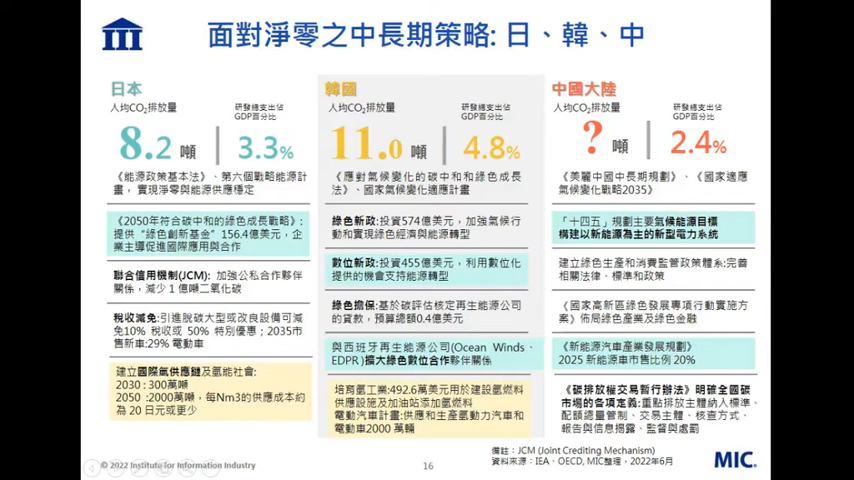 面對淨零之中長期策略: 日、韓、中
日本
人均CO₂排放量
研發總支出佔
GDP百分比
8.2 噸
3.3%
《能源政策基本法》、第六個戰略能源計
畫， 實現淨零與能源供應穩定
《2050年符合碳中和的綠色成長戰略》:
提供 “綠色創新基金” 156.4億美元，企
業主導促進國際應用與合作
聯合信用機制(JCM): 加強公私合作夥伴
關係，減少 1 億噸二氧化碳
稅收減免: 引進脫碳大型或改良設備可減
免10% 稅收或 50% 特別優惠；2035市
售新車:29% 電動車
建立國際氨供應鏈及氫能社會:
2030 : 300萬噸
2050 :2000萬噸，每Nm3的供應成本約
為 20 日元或更少
韓國
人均CO₂排放量
研發總支出佔
GDP百分比
11.0 噸
4.8%
《應對氣候變化的碳中和和綠色成長
法》、國家氣候變化適應計畫
綠色新政:投資574億美元，加強氣候行
動和實現綠色經濟與能源轉型
數位新政:投資455億美元，利用數位化
提供的機會支持能源轉型
綠色擔保:基於碳評估核定再生能源公司
的貸款，預算總額0.4億美元
與西班牙再生能源公司(Ocean Winds、
EDPR )擴大綠色數位合作夥伴關係
培育氫工業:492.6萬美元用於建設氫燃料
供應設施及加油站添加氫燃料
電動汽車計畫: 供應和生產氫動力汽車和
電動車2000 萬輛
中國大陸
人均CO₂排放量
研發總支出佔
GDP百分比
? 噸
2.4%
《美麗中國中長期規劃》、《國家適應
氣候變化戰略2035》
「十四五」規劃主要氣候能源目標
構建以新能源為主的新型電力系統
建立綠色生產和消費監管政策體系:完善
相關法律、標準和政策
《國家高新區綠色發展專項行動實施方
案》佈局綠色產業及綠色金融
《新能源汽車產業發展規劃》
2025 新能源車市售比例 20%
《碳排放權交易暫行辦法》明確全國碳
市場的各項定義:重點排放主體納入標準、
配額總量管制、交易主體、核查方式、
報告與信息揭露、監督與處罰
備註：JCM (Joint Crediting Mechanism)
資料來源：IEA、OECD, MIC整理，2022年6月
© 2022 Institute for Information Industry
16
MIC